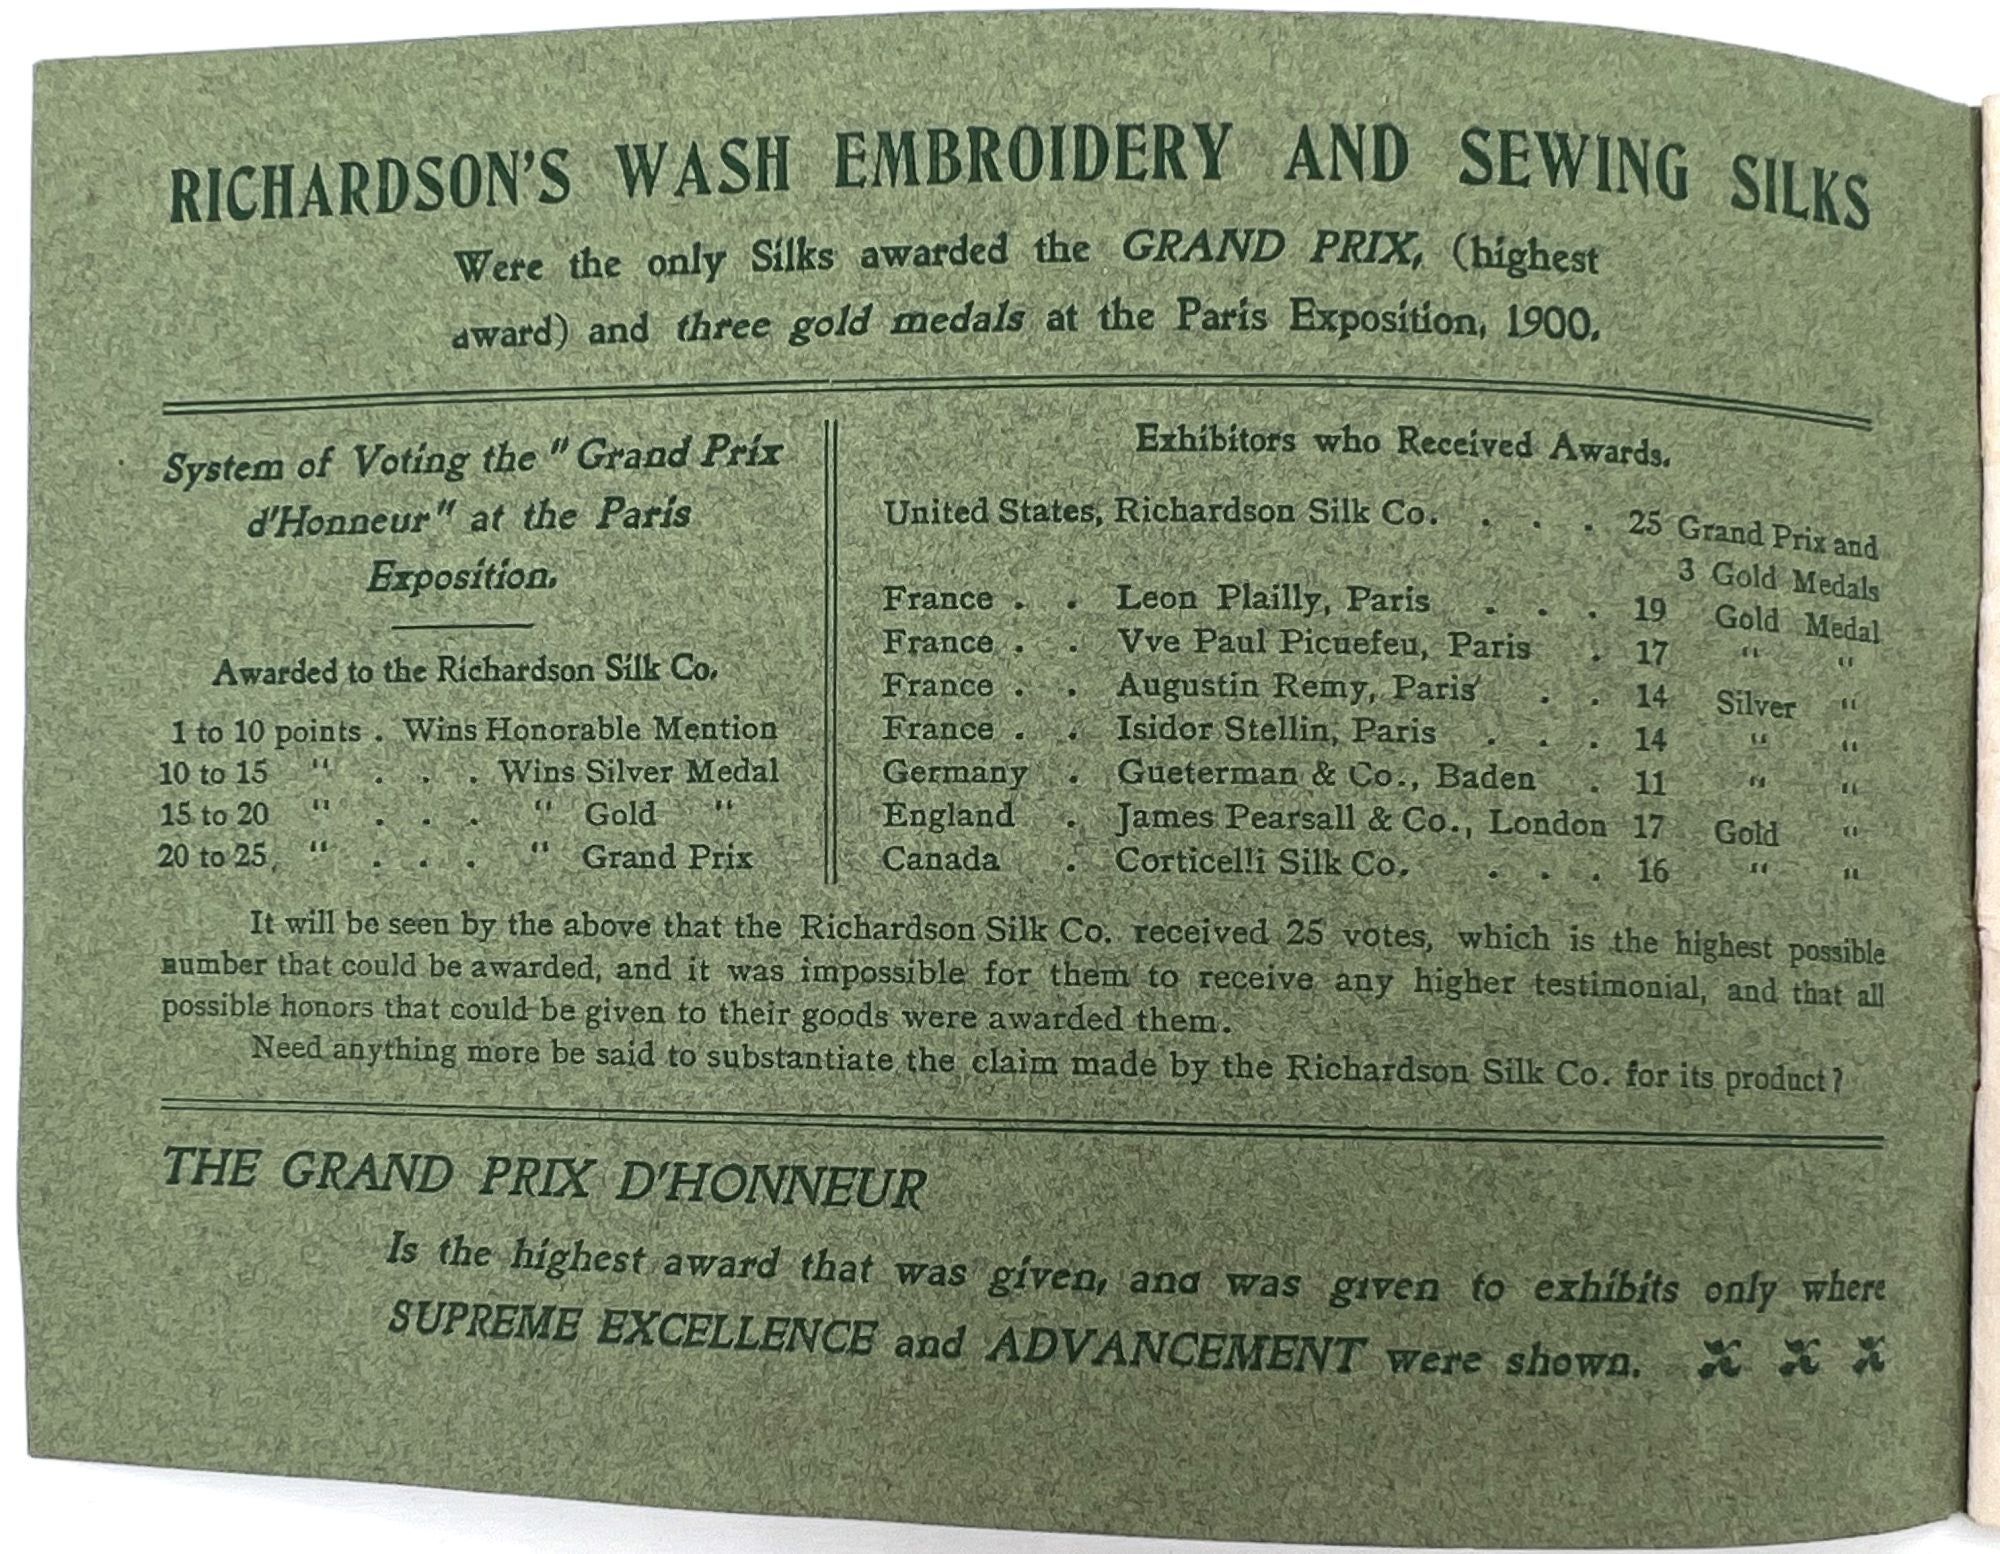 RICHARDSON'S WASH EMBROIDERY AND SEWING SILKS
Were the only Silks awarded the GRAND PRIX, (highest
award) and three gold medals at the Paris Exposition, 1900.
System of Voting the "Grand Prix
d'Honneur" at the Paris
Exposition.
Awarded to the Richardson Silk Co.
1 to 10 points . Wins Honorable Mention
10 to 15 " . . . Wins Silver Medal
15 to 20 " . . . " Gold "
20 to 25, " . . . " Grand Prix
Exhibitors who Received Awards.
United States, Richardson Silk Co. . . . 25 Grand Prix and
3 Gold Medals
France . . Leon Plailly, Paris . . . 19 Gold Medal
France . . Vve Paul Picuefeu, Paris . 17 " "
France . . Augustin Remy, Paris . . 14 Silver "
France . . Isidor Stellin, Paris . . . 14 " "
Germany . Gueterman & Co., Baden . 11 " "
England . James Pearsall & Co., London 17 Gold "
Canada . Corticelli Silk Co. . . . 16 " "
It will be seen by the above that the Richardson Silk Co. received 25 votes, which is the highest possible
number that could be awarded, and it was impossible for them to receive any higher testimonial, and that all
possible honors that could be given to their goods were awarded them.
Need anything more be said to substantiate the claim made by the Richardson Silk Co. for its product?
THE GRAND PRIX D'HONNEUR
Is the highest award that was given, and was given to exhibits only where
SUPREME EXCELLENCE and ADVANCEMENT were shown.